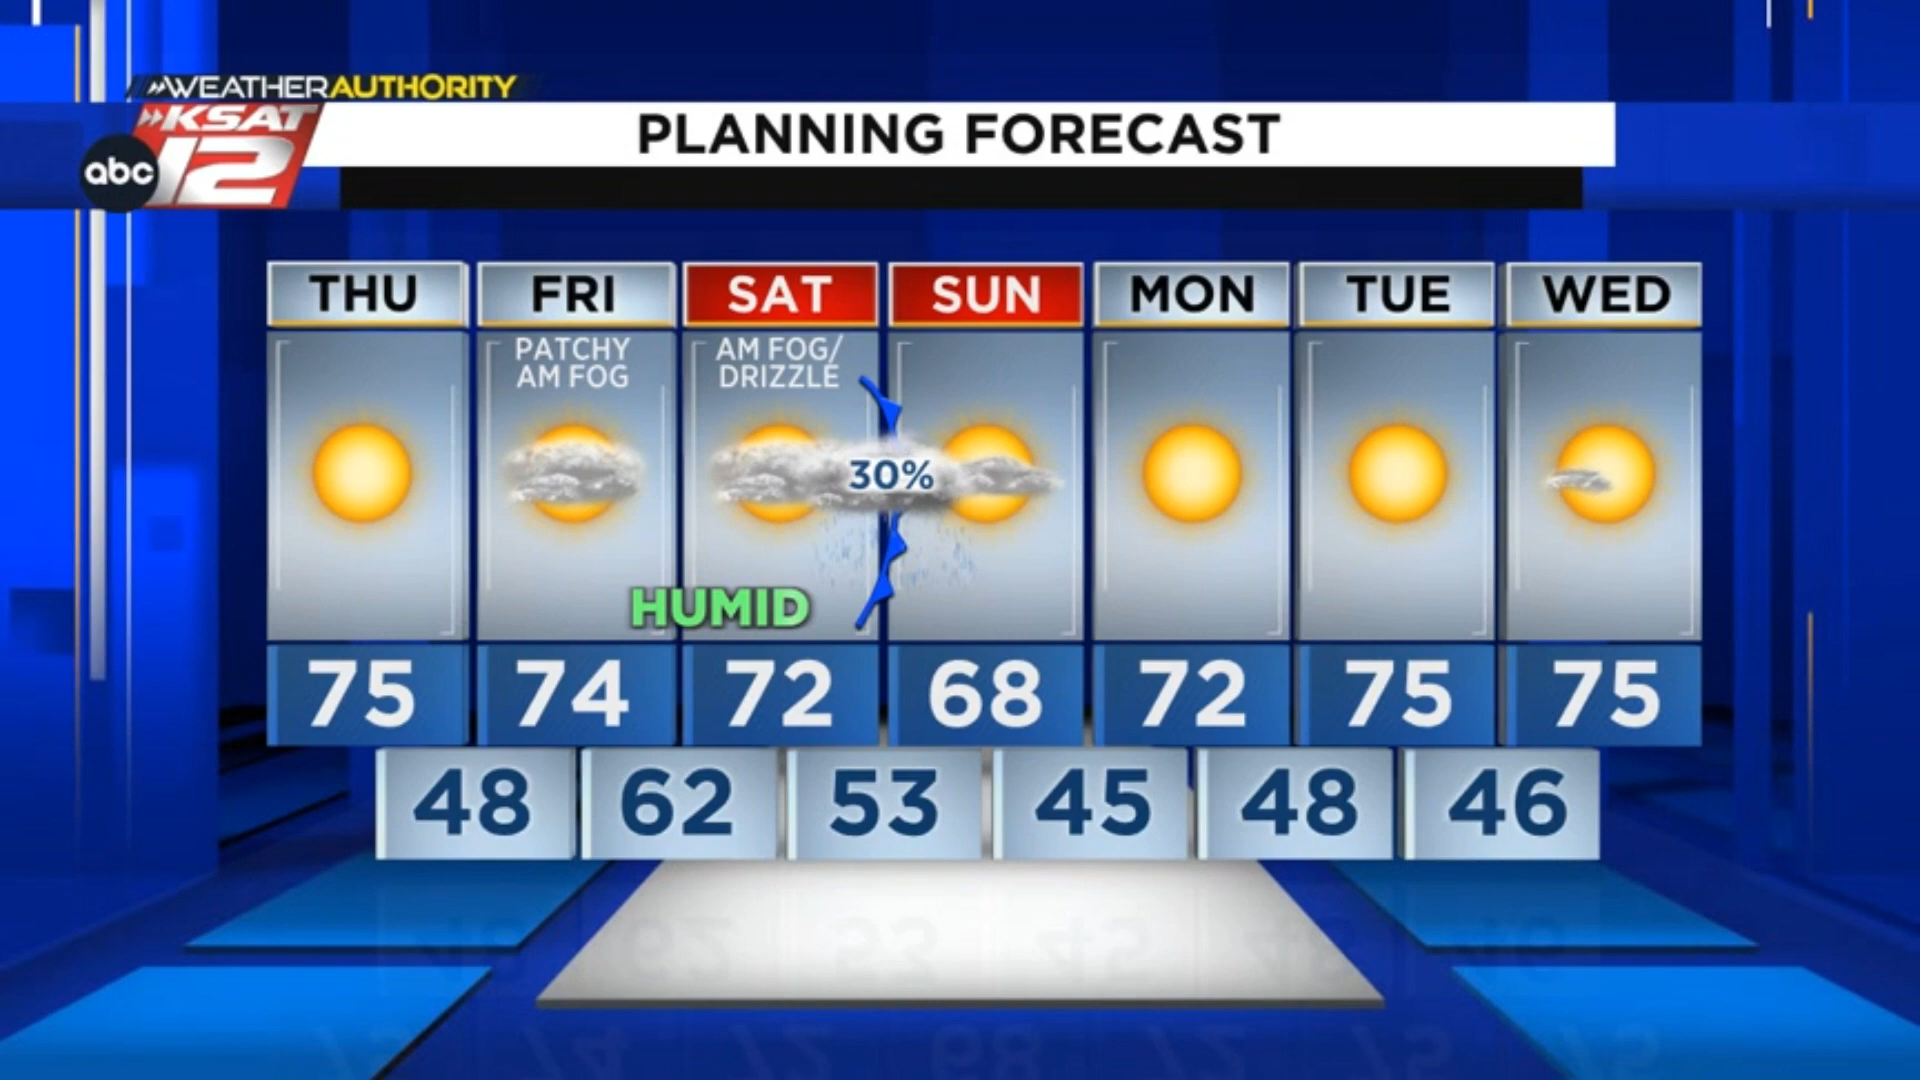 WEATHERAUTHORITY
KSAT
abc
12
PLANNING FORECAST
THU FRI SAT SUN MON TUE WED
PATCHY
AM FOG
AM FOG/
DRIZZLE
30%
HUMID
75 74 72 68 72 75 75
48 62 53 45 48 46